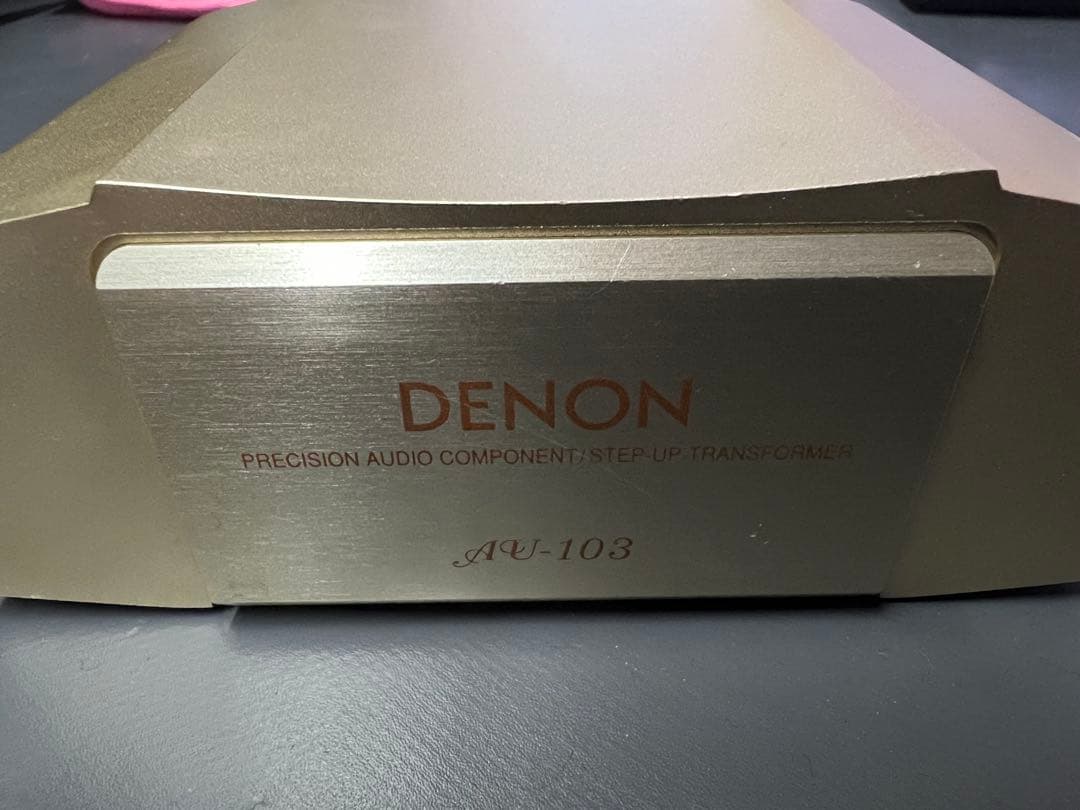 DENON
PRECISION AUDIO COMPONENT/STEP-UP TRANSFORMER
AU-103